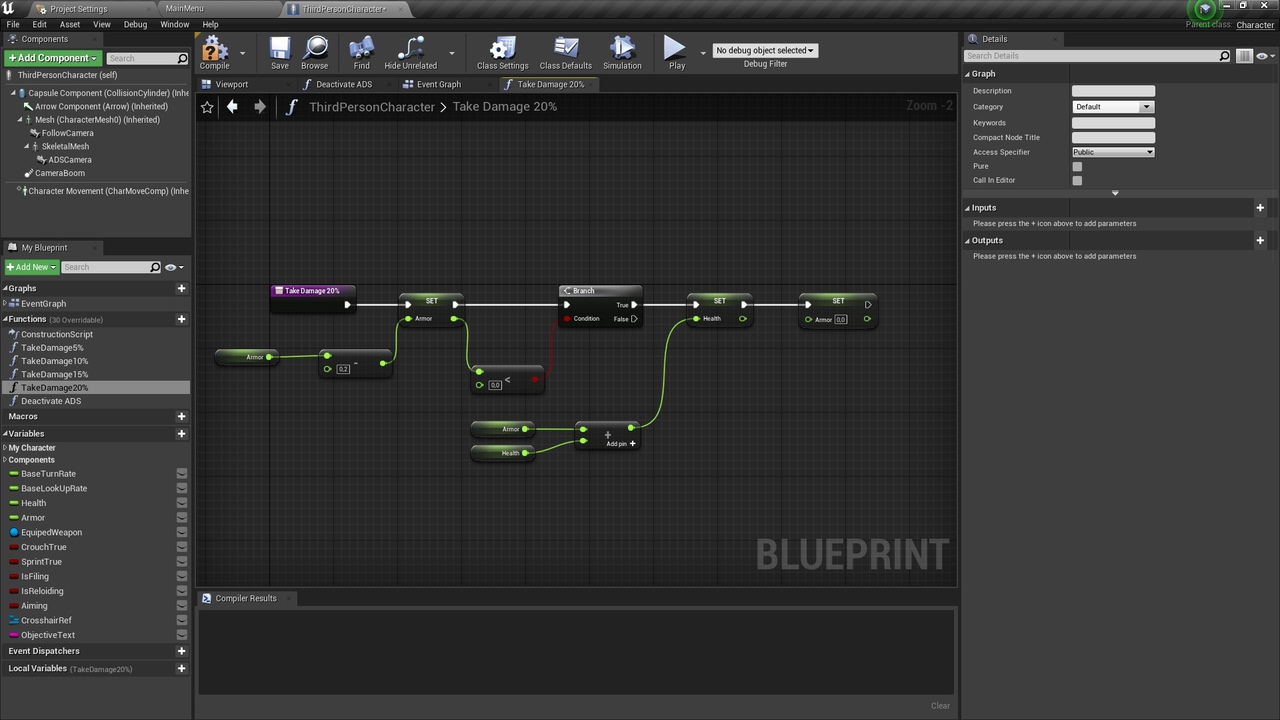 Project Settings
MainMenu
ThirdPersonCharacter*
File Edit Asset View Debug Window Help
Parent class: Character
Components
+Add Component
Search
ThirdPersonCharacter (self)
Capsule Component (CollisionCylinder) (Inhe
Arrow Component (Arrow) (Inherited)
Mesh (CharacterMesh0) (Inherited)
FollowCamera
SkeletalMesh
ADSCamera
CameraBoom
Character Movement (CharMoveComp) (Inhe
My Blueprint
+Add New
Search
Graphs
EventGraph
Functions (30 Overridable)
ConstructionScript
TakeDamage5%
TakeDamage10%
TakeDamage15%
TakeDamage20%
Deactivate ADS
Macros
Variables
My Character
Components
BaseTurnRate
BaseLookUpRate
Health
Armor
EquipedWeapon
CrouchTrue
SprintTrue
IsFiling
IsReloiding
Aiming
CrosshairRef
ObjectiveText
Event Dispatchers
Local Variables (TakeDamage20%)
Compile
Save
Browse
Find
Hide Unrelated
Class Settings
Class Defaults
Simulation
Play
No debug object selected
Debug Filter
Viewport
Deactivate ADS
Event Graph
Take Damage 20%
ThirdPersonCharacter > Take Damage 20%
Zoom -2
Take Damage 20%
SET
Armor
Branch
True
Condition False
SET
Health
SET
Armor 0,0
Armor
0,2 -
0,0 <
Armor
Health
+
Add pin +
BLUEPRINT
Compiler Results
Clear
Details
Search Details
Graph
Description
Category Default
Keywords
Compact Node Title
Access Specifier Public
Pure
Call In Editor
Inputs
Please press the + icon above to add parameters
Outputs
Please press the + icon above to add parameters